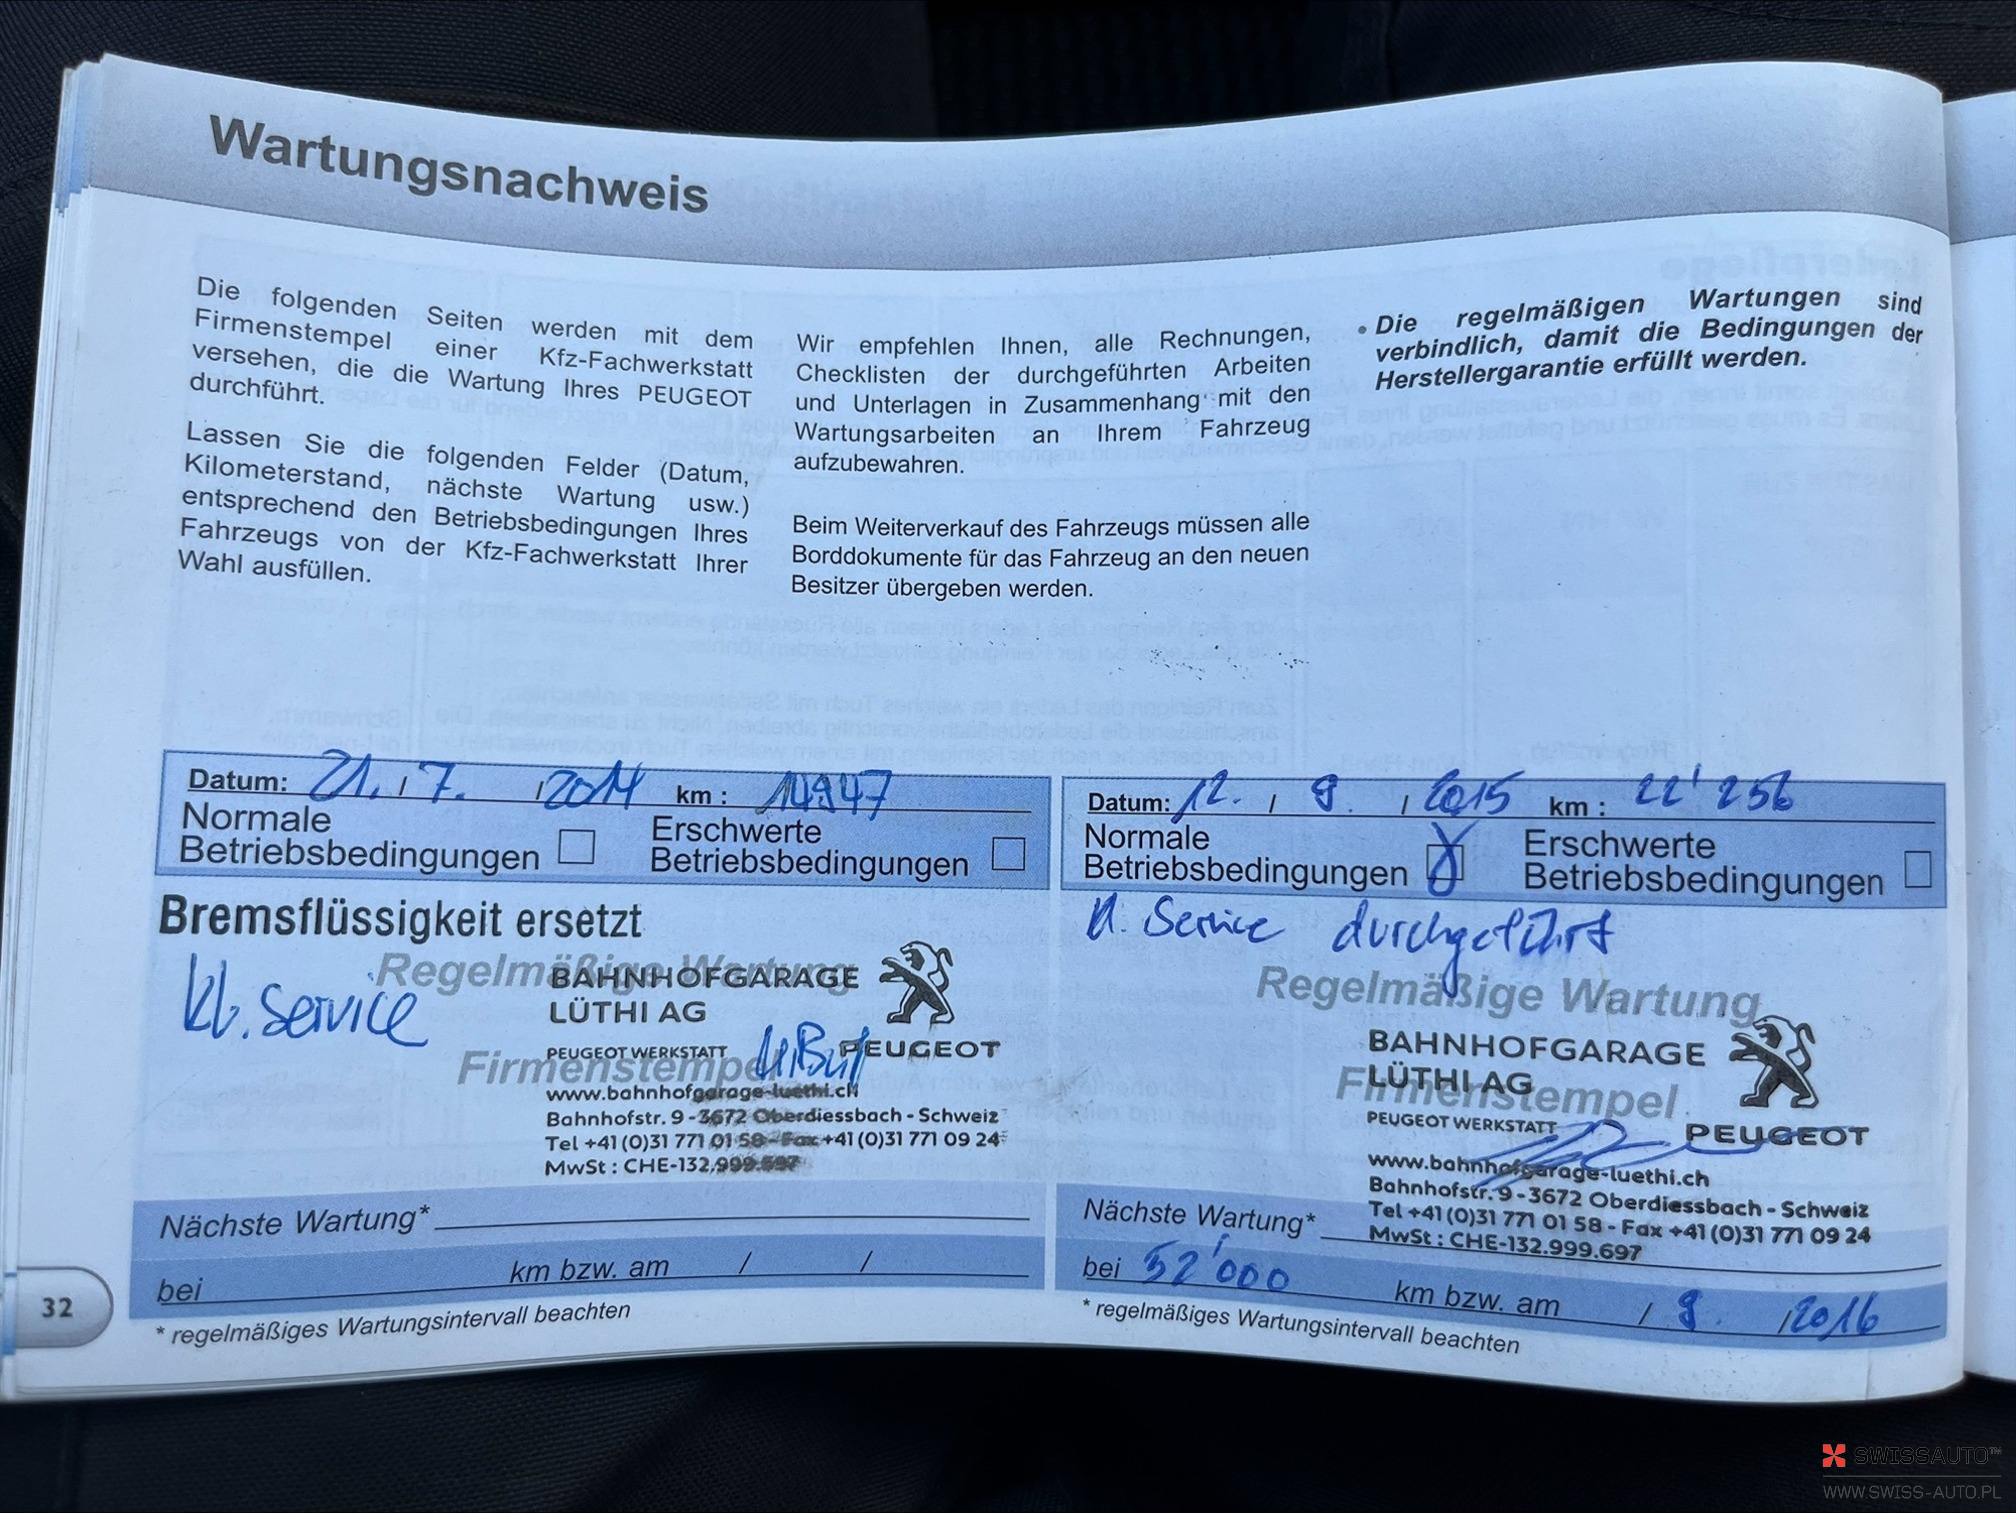 Wartungsnachweis
Die folgenden Seiten werden mit dem
Firmenstempel einer Kfz-Fachwerkstatt
versehen, die die Wartung Ihres PEUGEOT
durchführt.
Lassen Sie die folgenden Felder (Datum,
Kilometerstand, nächste Wartung usw.)
entsprechend den Betriebsbedingungen Ihres
Fahrzeugs von der Kfz-Fachwerkstatt Ihrer
Wahl ausfüllen.
Wir empfehlen Ihnen, alle Rechnungen,
Checklisten der durchgeführten Arbeiten
und Unterlagen in Zusammenhang mit den
Wartungsarbeiten an Ihrem Fahrzeug
aufzubewahren.
Beim Weiterverkauf des Fahrzeugs müssen alle
Borddokumente für das Fahrzeug an den neuen
Besitzer übergeben werden.
• Die regelmäßigen Wartungen sind
verbindlich, damit die Bedingungen der
Herstellergarantie erfüllt werden.
Datum: 21. / 7. / 2014 km : 14947
Normale
Betriebsbedingungen
Erschwerte
Betriebsbedingungen
Bremsflüssigkeit ersetzt
kl. Service
Regelmäßige Wartung
BAHNHOFGARAGE
LÜTHI AG
PEUGEOT WERKSTATT
PEUGEOT
Firmenstempel
www.bahnhofgarage-luethi.ch
Bahnhofstr. 9 - 3672 Oberdiessbach - Schweiz
Tel +41 (0)31 771 01 58 - Fax +41 (0)31 771 09 24
MwSt : CHE-132.999.697
Nächste Wartung*
bei km bzw. am / /
* regelmäßiges Wartungsintervall beachten
Datum: 12. / 9. / 2015 km : 22'256
Normale
Betriebsbedingungen X
Erschwerte
Betriebsbedingungen
kl. Service durchgeführt
Regelmäßige Wartung
BAHNHOFGARAGE
LÜTHI AG
Firmenstempel
PEUGEOT WERKSTATT
PEUGEOT
www.bahnhofgarage-luethi.ch
Bahnhofstr. 9 - 3672 Oberdiessbach - Schweiz
Tel +41 (0)31 771 01 58 - Fax +41 (0)31 771 09 24
MwSt : CHE-132.999.697
Nächste Wartung*
bei 52'000 km bzw. am / 9. / 2016
* regelmäßiges Wartungsintervall beachten
32
SWISSAUTO™
WWW.SWISS-AUTO.PL